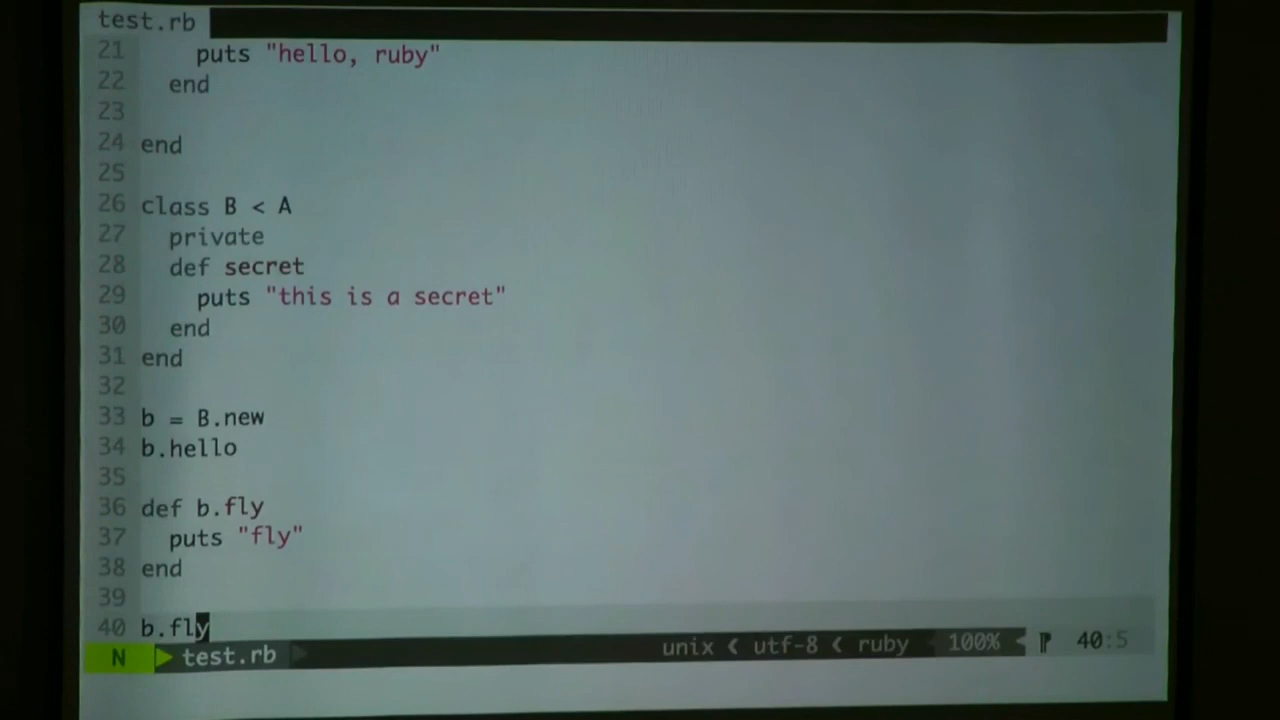 test.rb
21 puts "hello, ruby"
22 end
23
24 end
25
26 class B < A
27 private
28 def secret
29 puts "this is a secret"
30 end
31 end
32
33 b = B.new
34 b.hello
35
36 def b.fly
37 puts "fly"
38 end
39
40 b.fly
N test.rb unix < utf-8 < ruby 100% 40:5